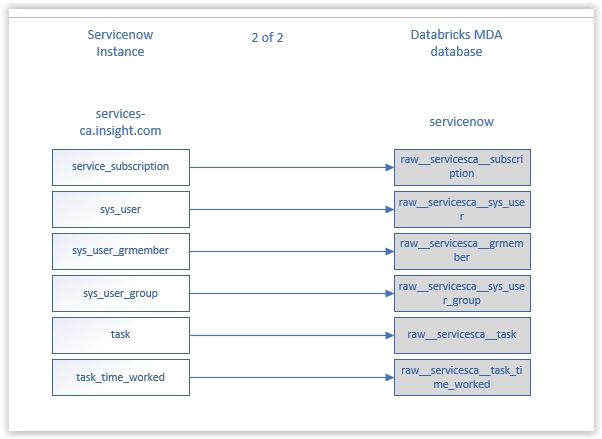 Servicenow
Instance
2 of 2
Databricks MDA
database
services-
ca.insight.com
servicenow
service_subscription
raw__servicesca__subscri
ption
sys_user
raw__servicesca__sys_use
r
sys_user_grmember
raw__servicesca__grmem
ber
sys_user_group
raw__servicesca__sys_use
r_group
task
raw__servicesca__task
task_time_worked
raw__servicesca__task_ti
me_worked